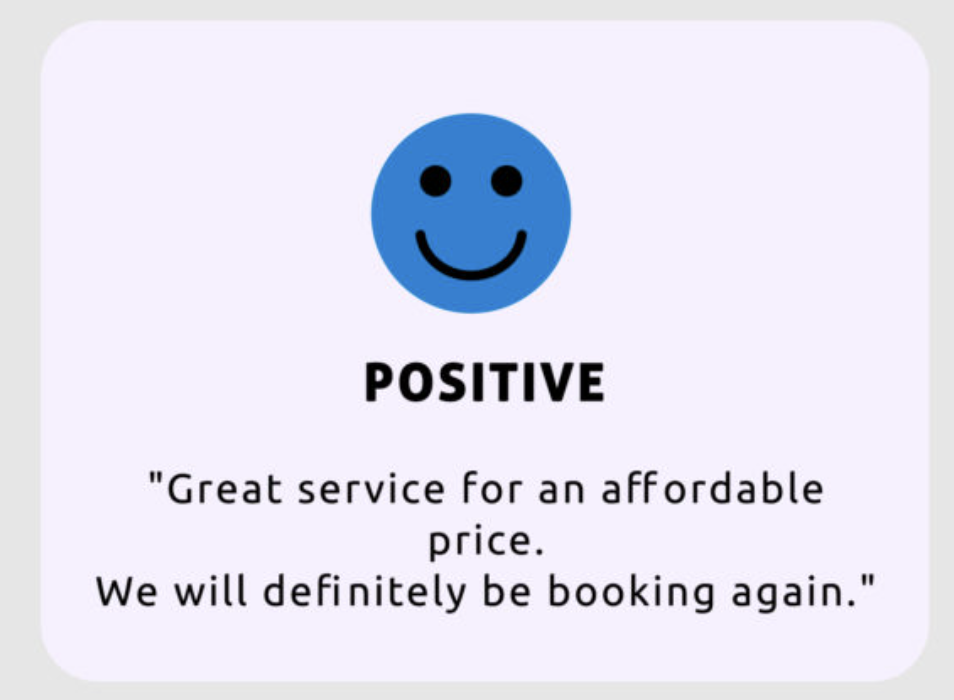 POSITIVE
"Great service for an affordable
price.
We will definitely be booking again."